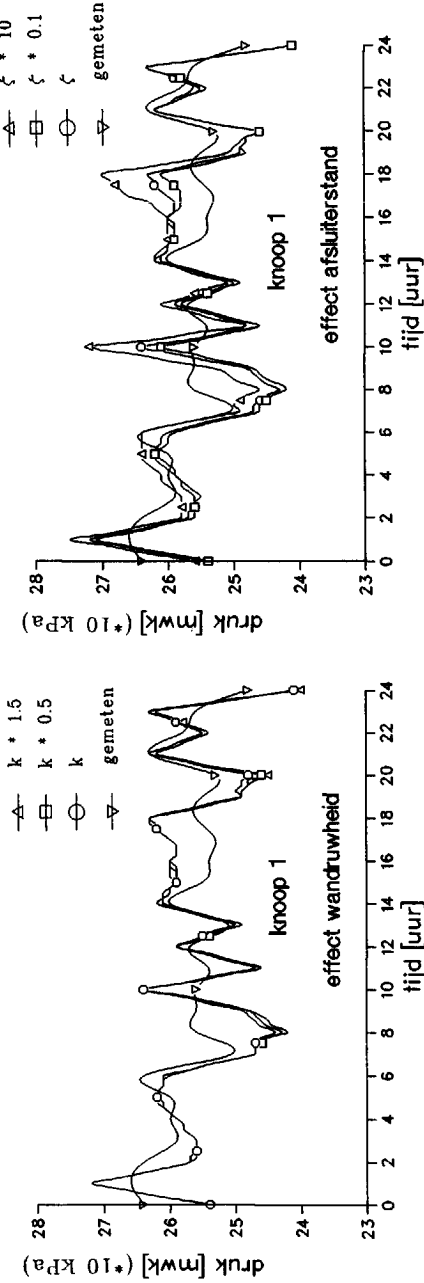 k * 1.5
k * 0.5
k
gemeten
druk [mwk] (*10 kPa)
28
27
26
25
24
23
0 2 4 6 8 10 12 14 16 18 20 22 24
knoop 1
effect wandruwheid
tijd [uur]
ζ * 10
ζ * 0.1
ζ
gemeten
druk [mwk] (*10 kPa)
28
27
26
25
24
23
0 2 4 6 8 10 12 14 16 18 20 22 24
knoop 1
effect afsluiterstand
tijd [uur]